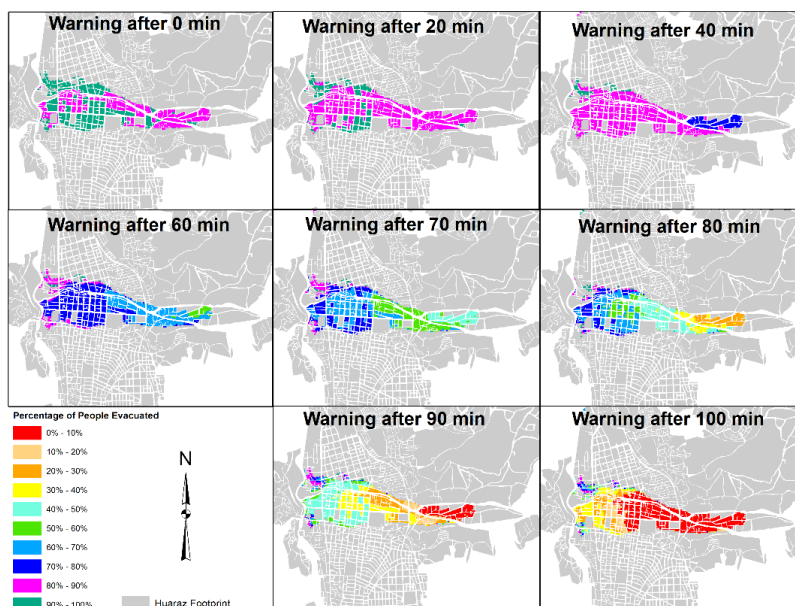 Warning after 0 min
Warning after 20 min
Warning after 40 min
Warning after 60 min
Warning after 70 min
Warning after 80 min
Warning after 90 min
Warning after 100 min
Percentage of People Evacuated
0% - 10%
10% - 20%
20% - 30%
30% - 40%
40% - 50%
50% - 60%
60% - 70%
70% - 80%
80% - 90%
90% - 100%
N
Huaraz Footprint